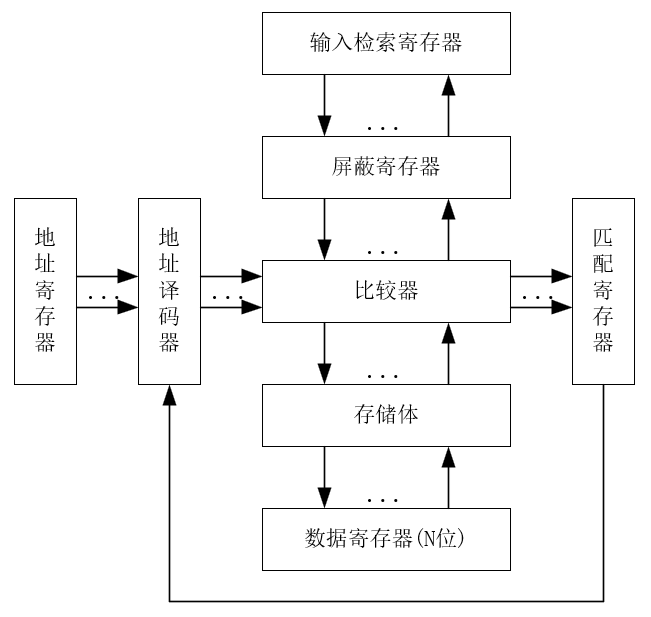 输入检索寄存器
...
屏蔽寄存器
...
地址寄存器
...
地址译码器
...
比较器
...
匹配寄存器
...
存储体
...
数据寄存器(N位)